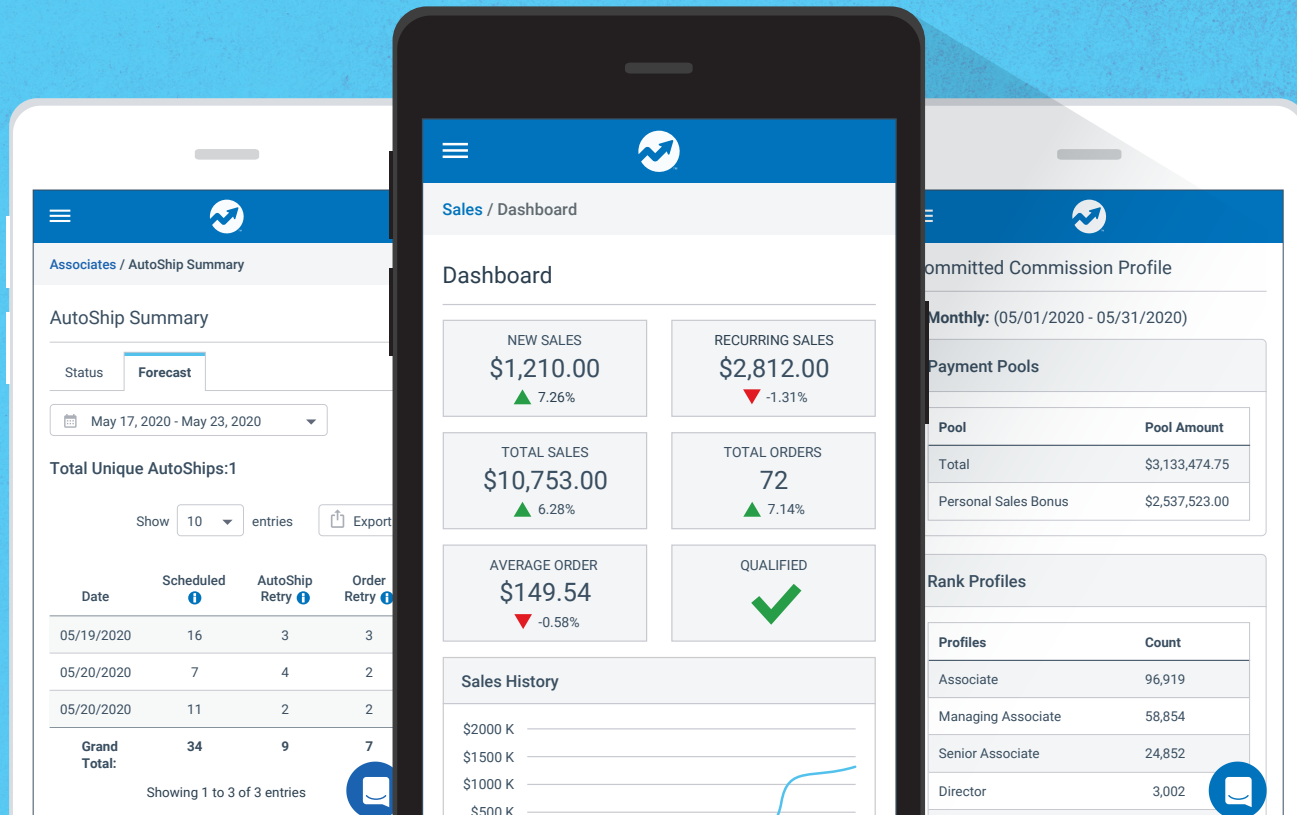 Associates / AutoShip Summary
AutoShip Summary
Status Forecast
May 17, 2020 - May 23, 2020
Total Unique AutoShips:1
Show 10 entries Export
Date Scheduled AutoShip Retry Order Retry
05/19/2020 16 3 3
05/20/2020 7 4 2
05/20/2020 11 2 2
Grand Total: 34 9 7
Showing 1 to 3 of 3 entries
Sales / Dashboard
Dashboard
NEW SALES
$1,210.00
7.26%
RECURRING SALES
$2,812.00
-1.31%
TOTAL SALES
$10,753.00
6.28%
TOTAL ORDERS
72
7.14%
AVERAGE ORDER
$149.54
-0.58%
QUALIFIED
Sales History
$2000 K
$1500 K
$1000 K
$500 K
ommitted Commission Profile
Monthly: (05/01/2020 - 05/31/2020)
Payment Pools
Pool Pool Amount
Total $3,133,474.75
Personal Sales Bonus $2,537,523.00
Rank Profiles
Profiles Count
Associate 96,919
Managing Associate 58,854
Senior Associate 24,852
Director 3,002